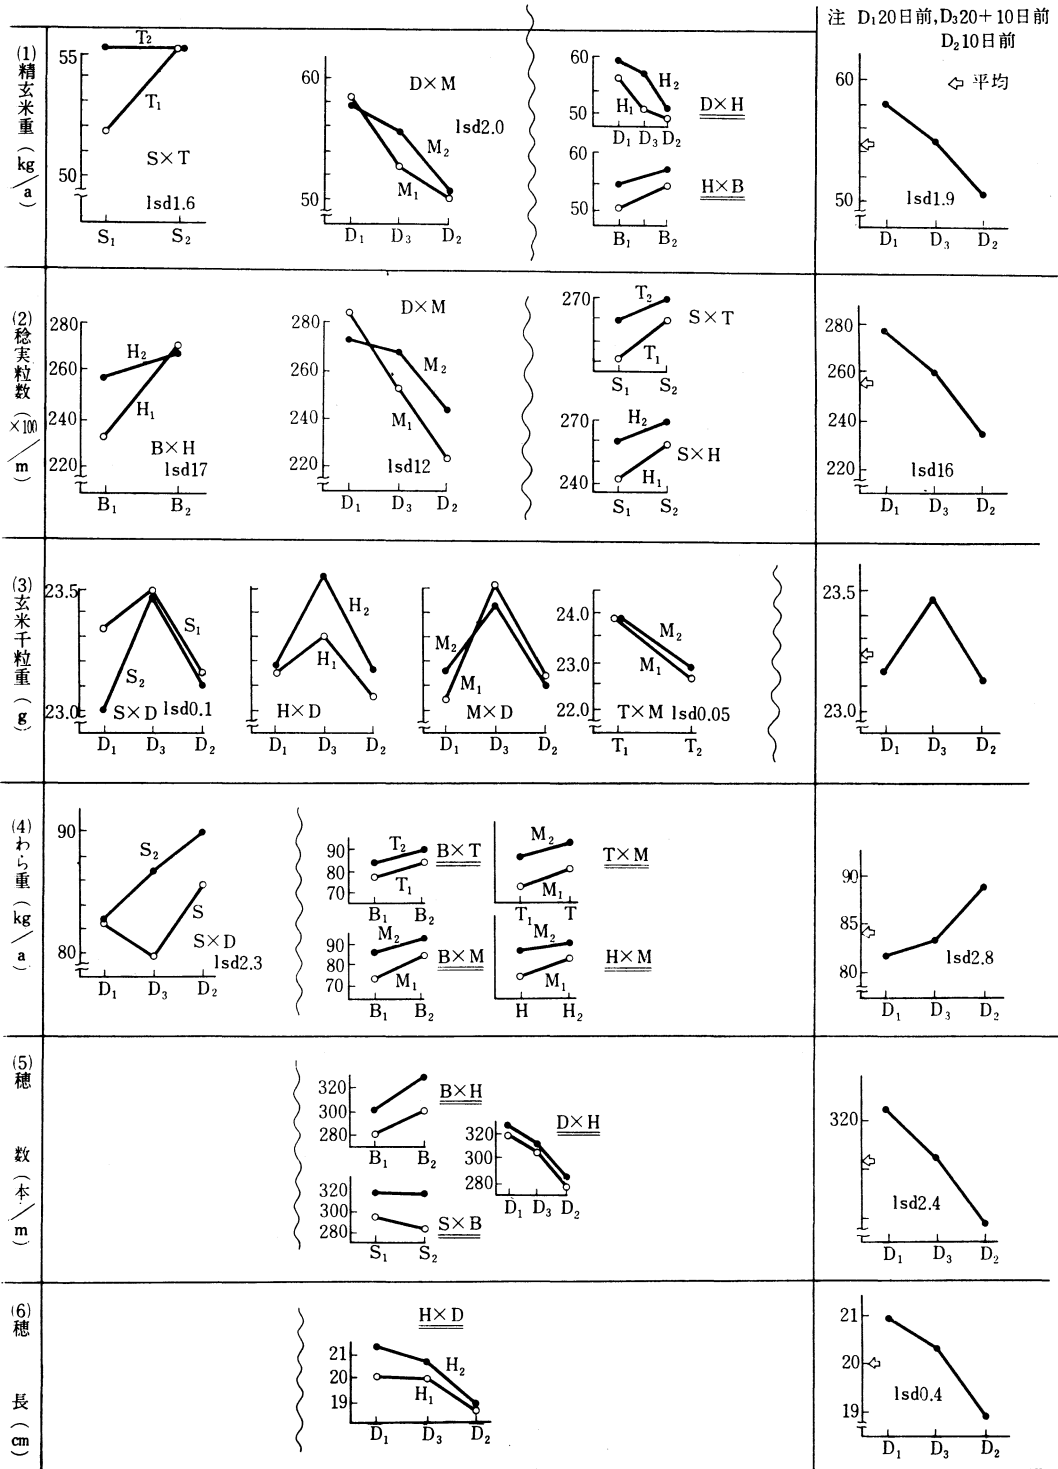 注 D₁20日前,D₃20+10日前
D₂10日前
⇦ 平均
(1)精玄米重(kg/a)
55
50
T₂
T₁
S×T
lsd1.6
S₁ S₂
60
50
D×M
lsd2.0
M₂
M₁
D₁ D₃ D₂
60
50
H₂
H₁
D×H
D₁ D₃ D₂
60
50
H×B
B₁ B₂
60
50
lsd1.9
D₁ D₃ D₂
(2)稔実粒数(×100/m)
280
260
240
220
H₂
H₁
B×H
lsd17
B₁ B₂
280
260
240
220
D×M
M₂
M₁
lsd12
D₁ D₃ D₂
270
T₂
S×T
T₁
S₁ S₂
270
240
H₂
S×H
H₁
S₁ S₂
280
260
240
220
lsd16
D₁ D₃ D₂
(3)玄米千粒重(g)
23.5
23.0
S₁
S₂
S×D lsd0.1
D₁ D₃ D₂
H₂
H₁
H×D
D₁ D₃ D₂
M₂
M₁
M×D
D₁ D₃ D₂
24.0
23.0
22.0
M₂
M₁
T×M lsd0.05
T₁ T₂
23.5
23.0
D₁ D₃ D₂
(4)わら重(kg/a)
90
80
S₂
S
S×D
lsd2.3
D₁ D₃ D₂
90
80
70
T₂
T₁
B×T
B₁ B₂
M₂
M₁
T×M
T₁ T
90
80
70
M₂
M₁
B×M
B₁ B₂
M₂
M₁
H×M
H H₂
90
85
80
lsd2.8
D₁ D₃ D₂
(5)穂数(本/m)
320
300
280
B×H
B₁ B₂
320
300
280
D×H
D₁ D₃ D₂
320
300
280
S×B
S₁ S₂
320
lsd2.4
D₁ D₃ D₂
(6)穂長(cm)
H×D
21
20
19
H₂
H₁
D₁ D₃ D₂
21
20
19
lsd0.4
D₁ D₃ D₂